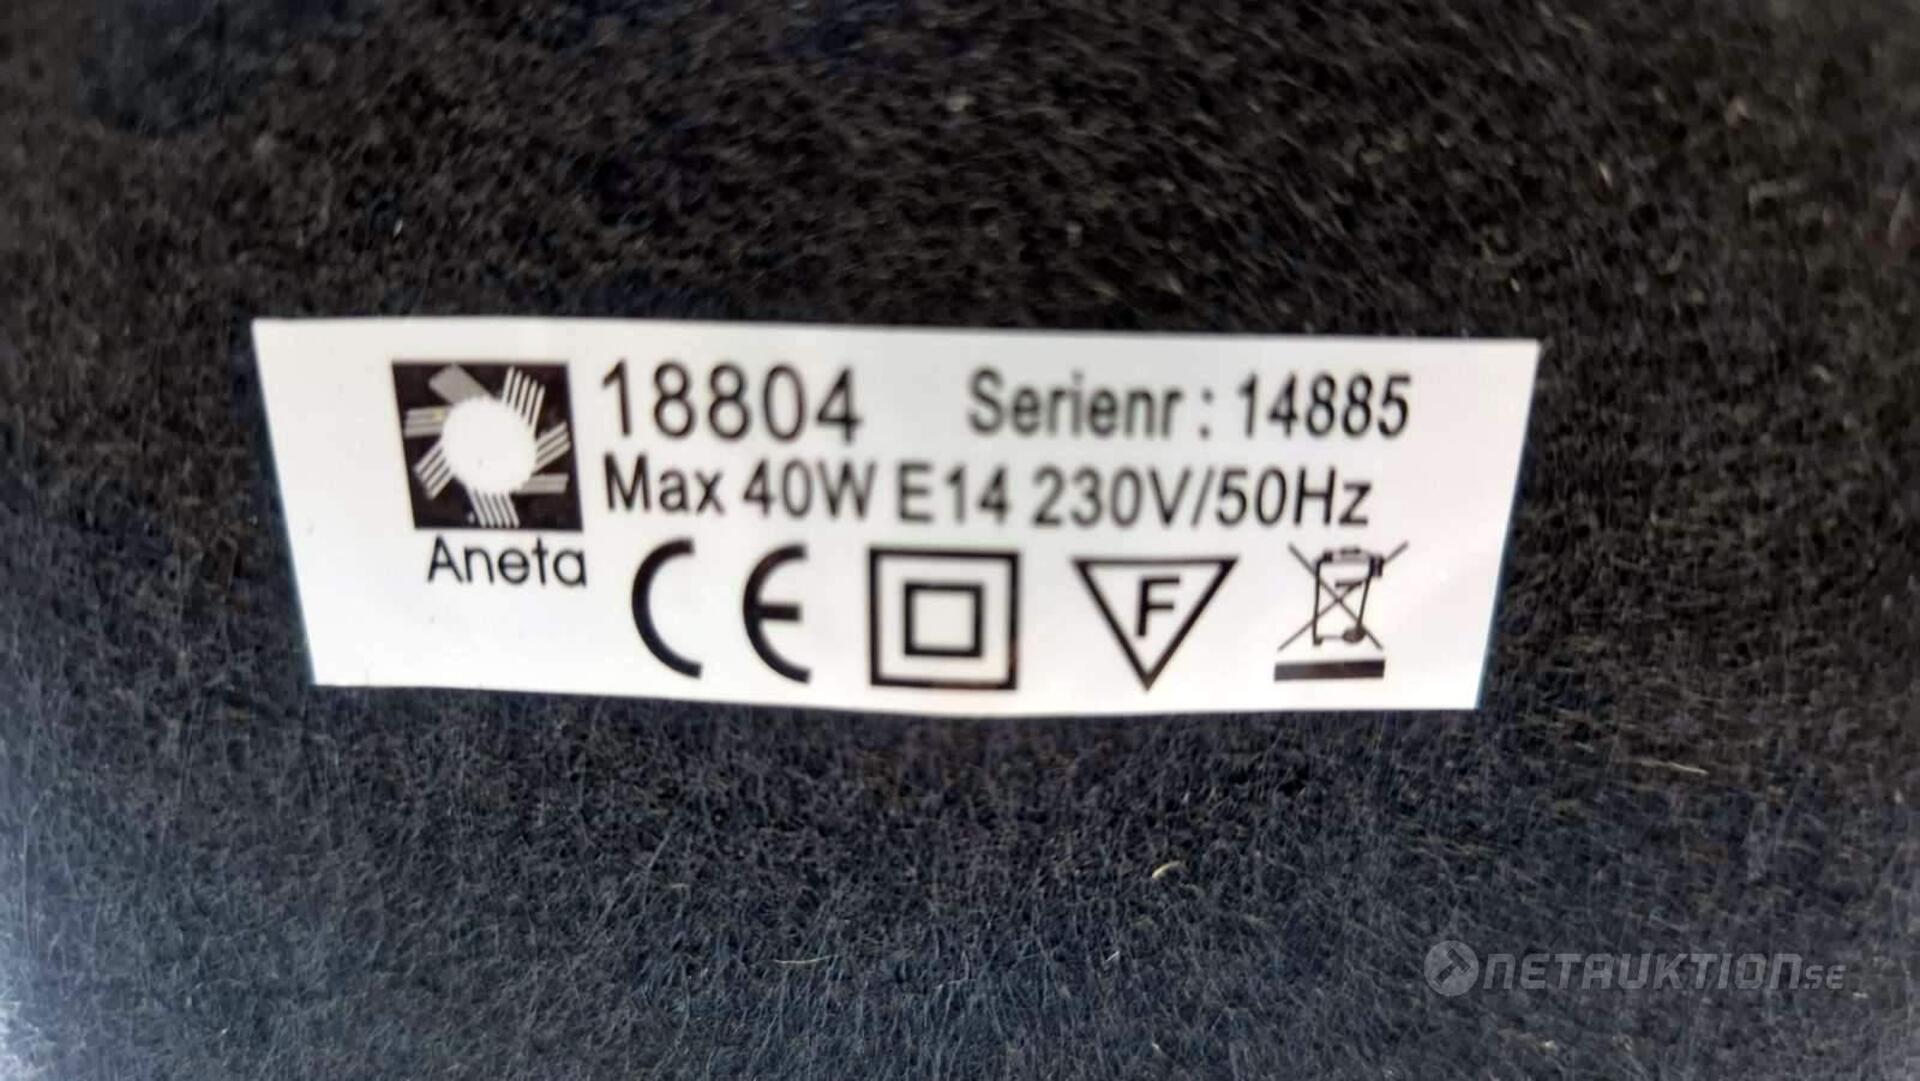 18804 Serienr : 14885
Max 40W E14 230V/50Hz
Aneta
CE
F
NETAUKTION.SE